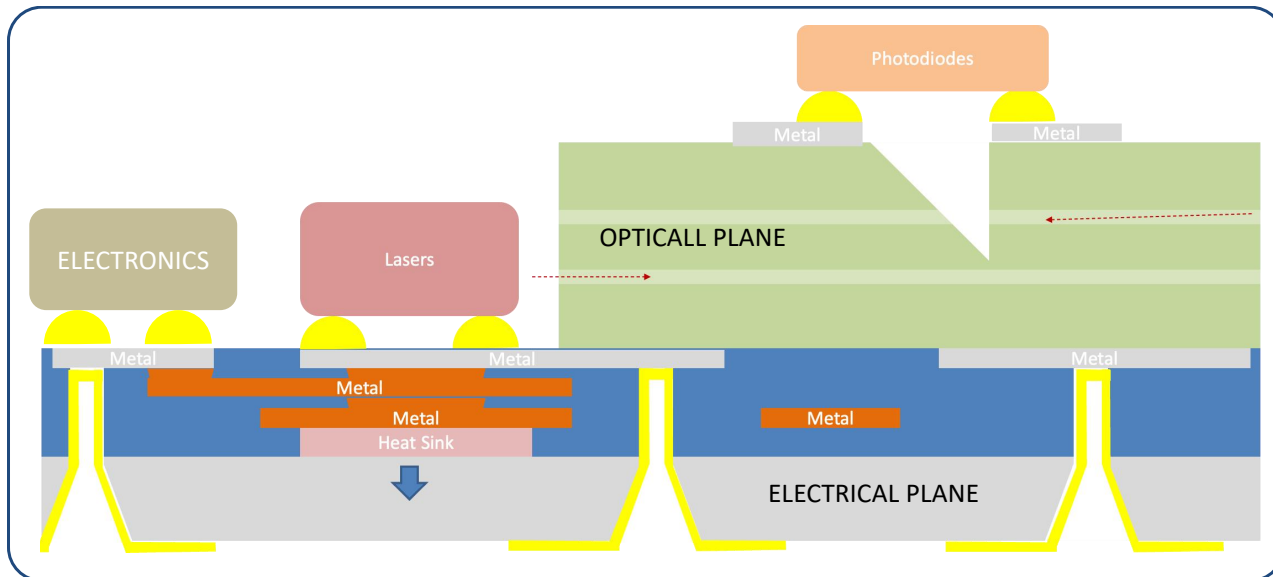 Photodiodes
Metal
Metal
OPTICALL PLANE
ELECTRONICS
Lasers
Metal
Metal
Metal
Metal
Metal
Metal
Heat Sink
ELECTRICAL PLANE